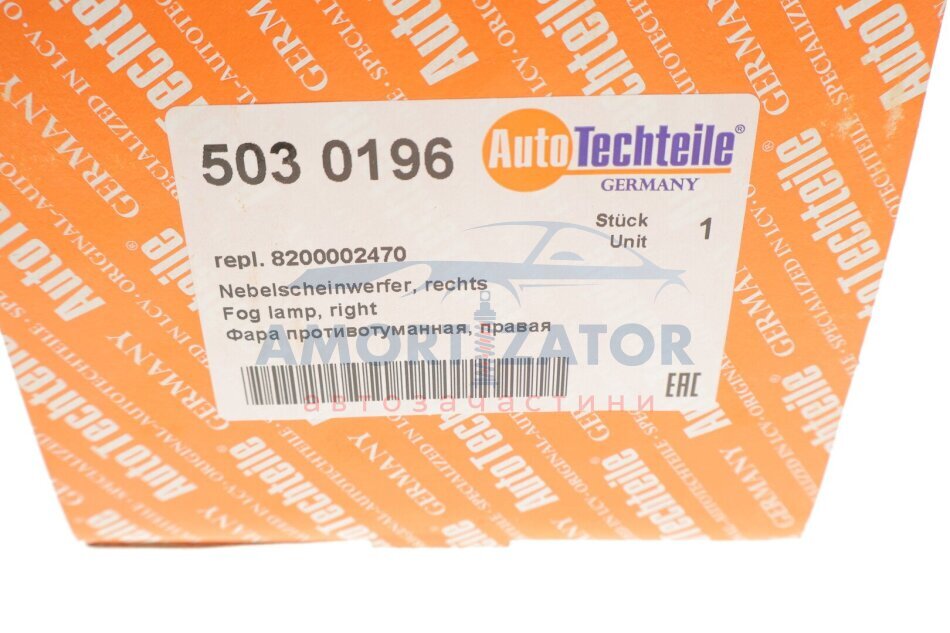 503 0196
AutoTechteile®
GERMANY
Stück
Unit
1
repl. 8200002470
Nebelscheinwerfer, rechts
Fog lamp, right
Фара противотуманная, правая
AMORTIZATOR
автозапчастини
EAC